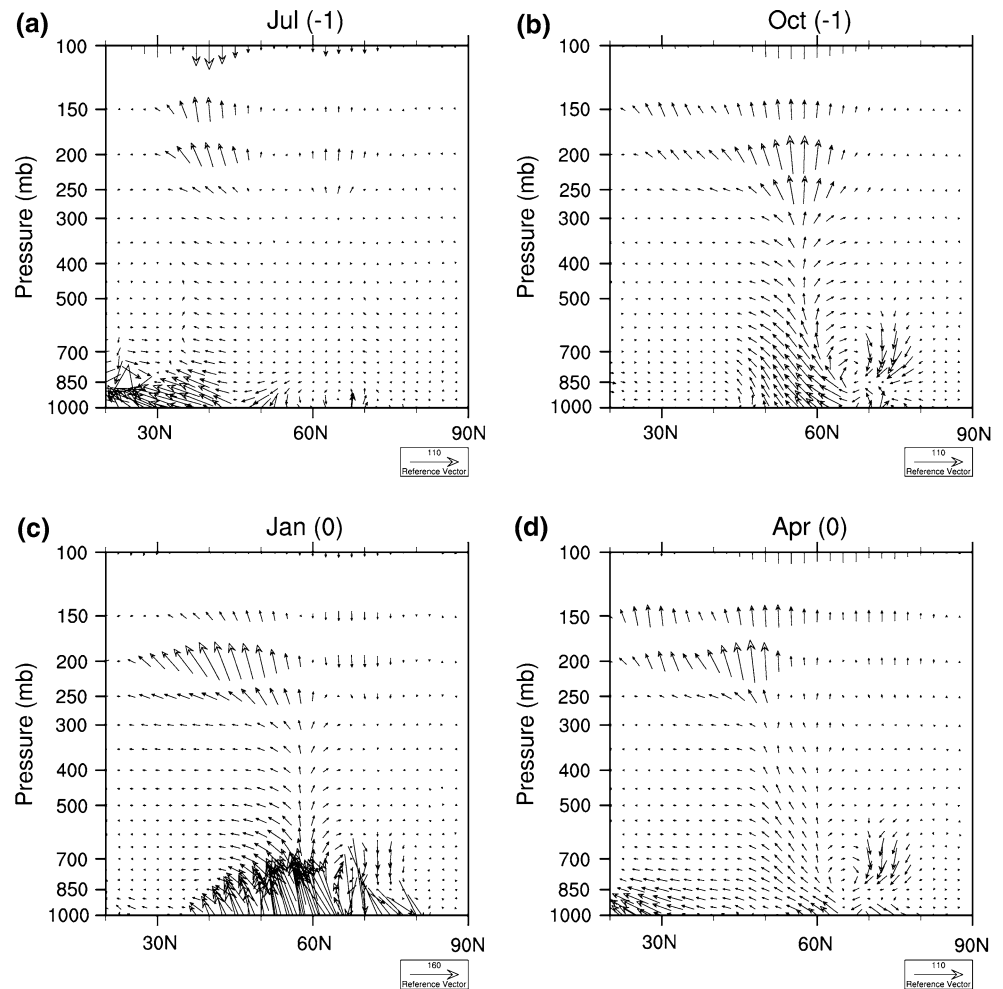 (a) Jul (-1)
Pressure (mb)
100
150
200
250
300
400
500
700
850
1000
30N 60N 90N
110
Reference Vector
(b) Oct (-1)
Pressure (mb)
100
150
200
250
300
400
500
700
850
1000
30N 60N 90N
110
Reference Vector
(c) Jan (0)
Pressure (mb)
100
150
200
250
300
400
500
700
850
1000
30N 60N 90N
160
Reference Vector
(d) Apr (0)
Pressure (mb)
100
150
200
250
300
400
500
700
850
1000
30N 60N 90N
110
Reference Vector